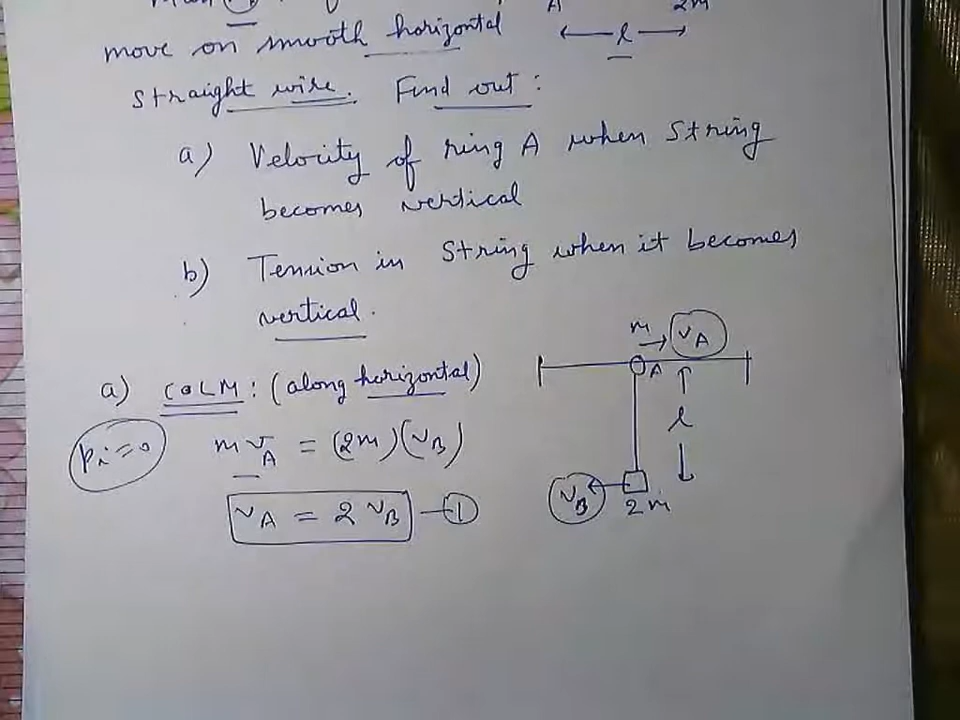 A 2m
move on smooth horizontal ← l →
straight wire. Find out :
a) Velocity of ring A when string
becomes vertical
b) Tension in string when it becomes
vertical.
m → vA
A
l
a) COLM : (along horizontal)
pi = 0 m vA = (2m)(vB)
vB 2m
vA = 2 vB —①